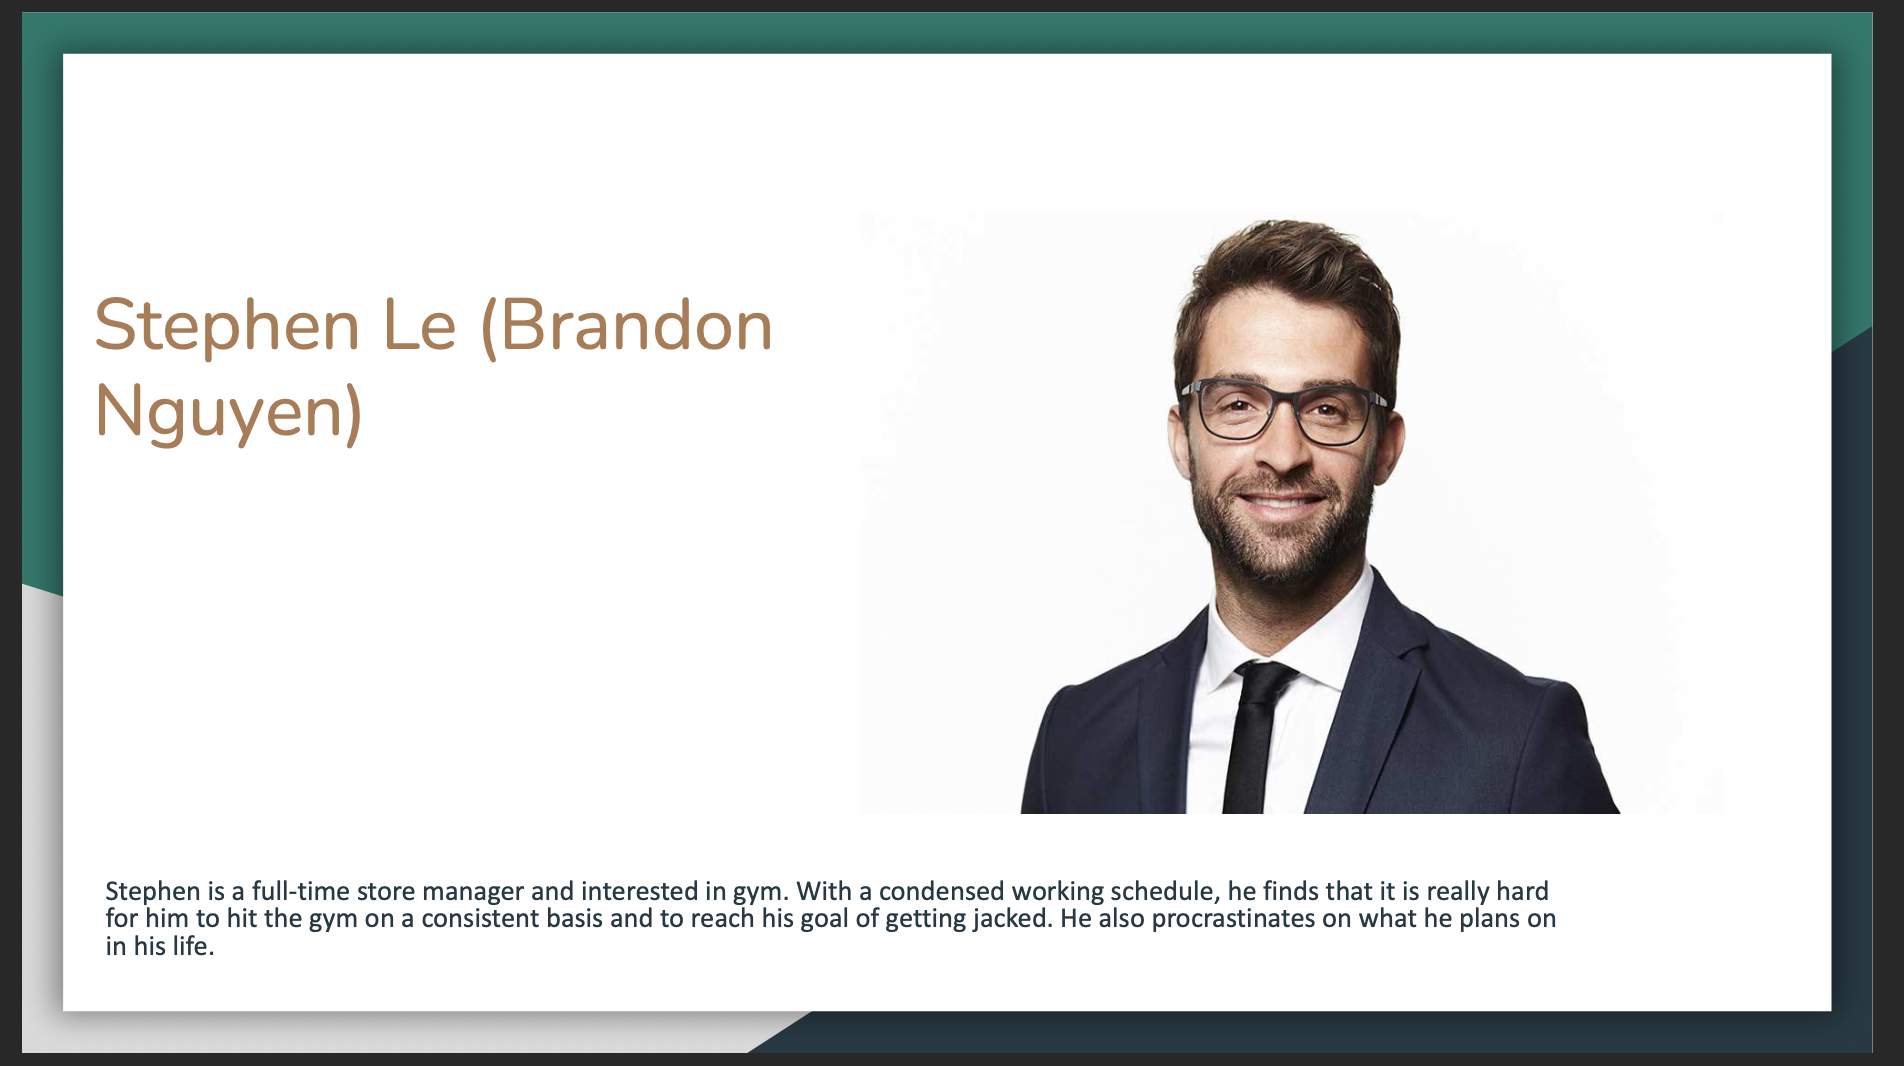 Stephen Le (Brandon
Nguyen)
Stephen is a full-time store manager and interested in gym. With a condensed working schedule, he finds that it is really hard
for him to hit the gym on a consistent basis and to reach his goal of getting jacked. He also procrastinates on what he plans on
in his life.